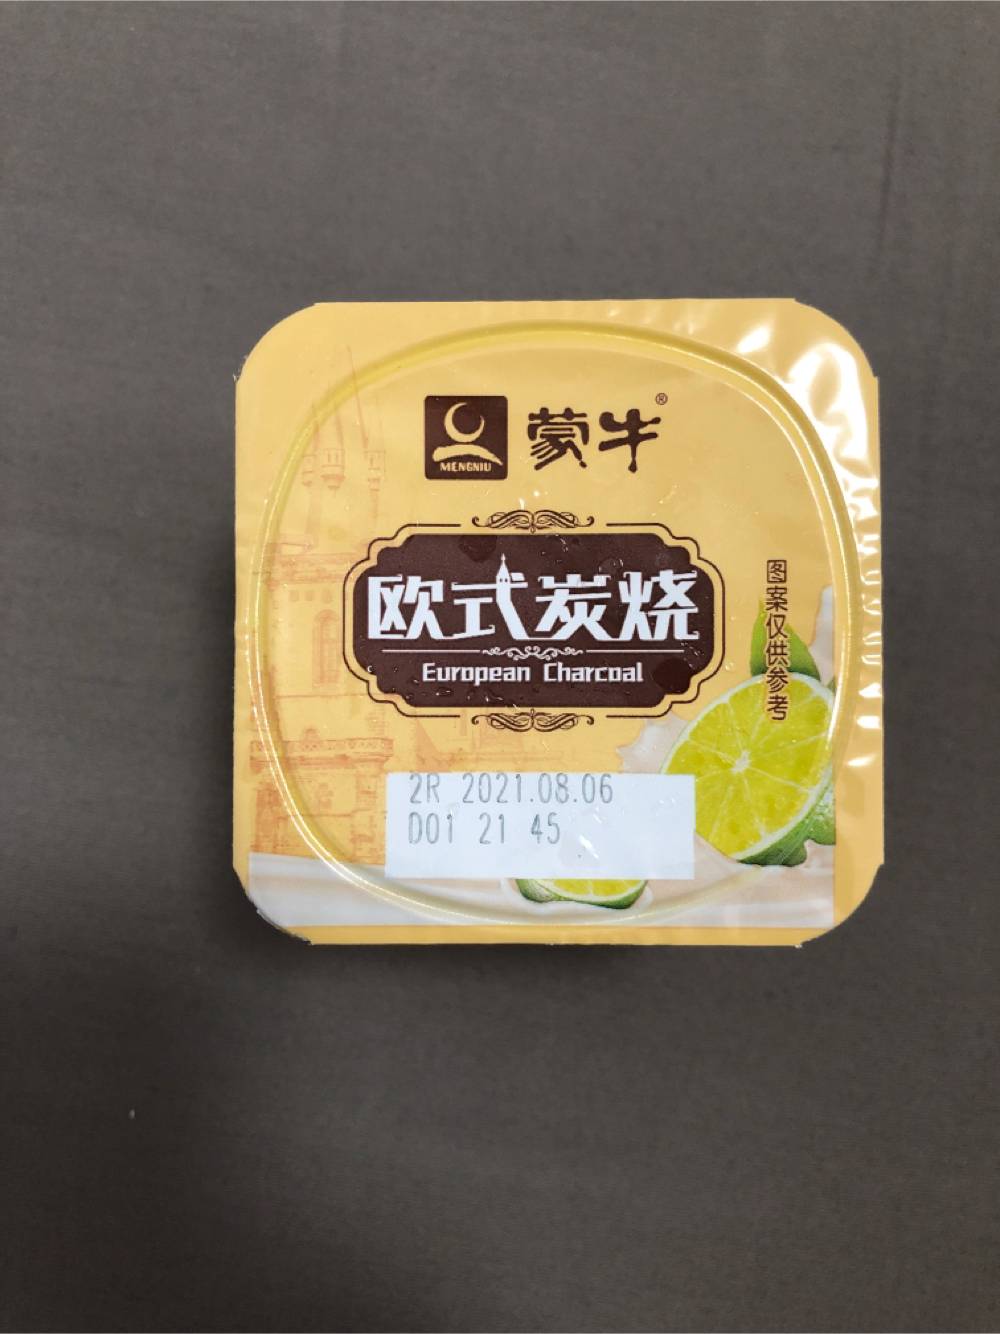 MENGNIU
蒙牛®
欧式炭烧
European Charcoal
图案仅供参考
2R 2021.08.06
D01 21 45